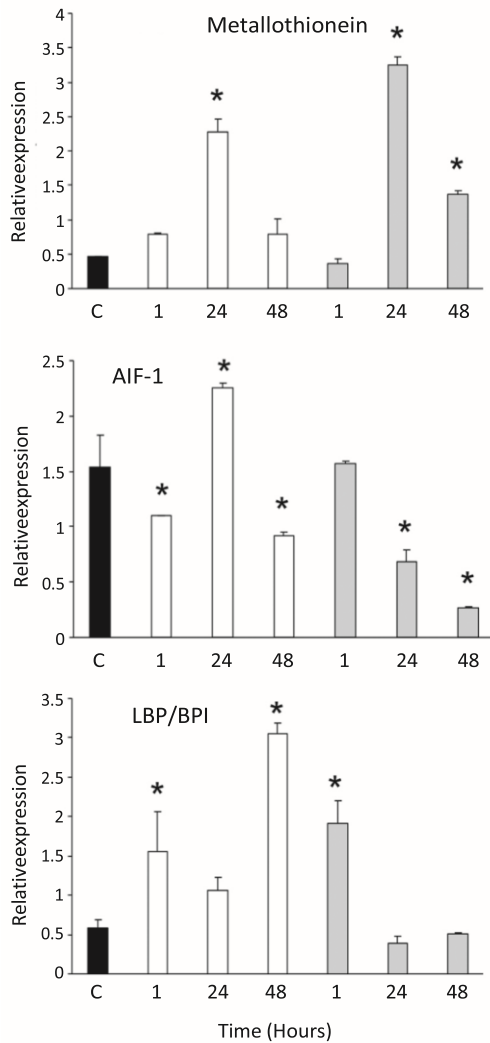 Metallothionein
Relativeexpression
4
3.5
3
2.5
2
1.5
1
0.5
0
* * *
C 1 24 48 1 24 48
AIF-1
Relativeexpression
2.5
2
1.5
1
0.5
0
* * * * *
C 1 24 48 1 24 48
LBP/BPI
Relativeexpression
3.5
3
2.5
2
1.5
1
0.5
0
* * *
C 1 24 48 1 24 48
Time (Hours)